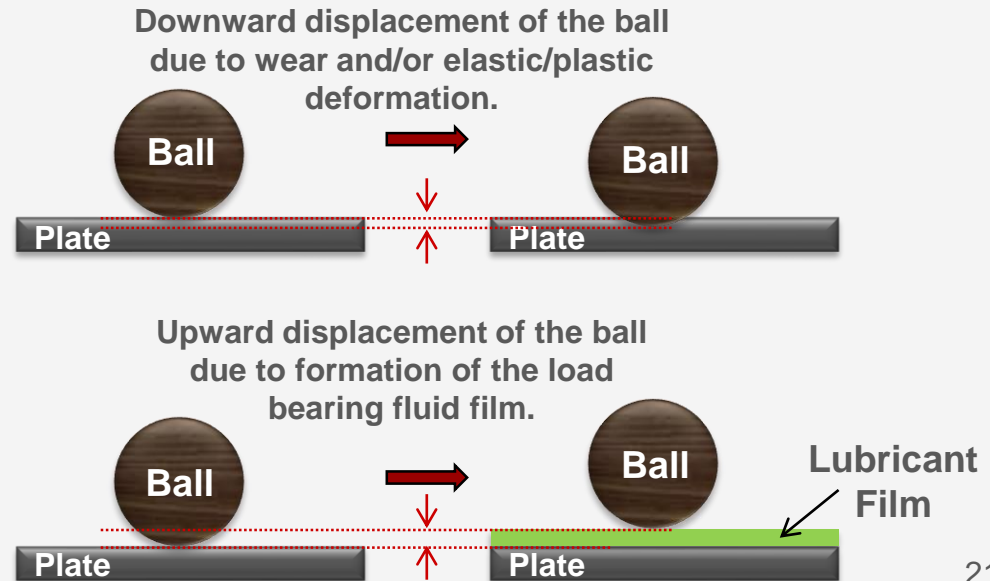 Downward displacement of the ball
due to wear and/or elastic/plastic
deformation.
Ball
Ball
Plate
Plate
Upward displacement of the ball
due to formation of the load
bearing fluid film.
Ball
Ball
Lubricant
Film
Plate
Plate